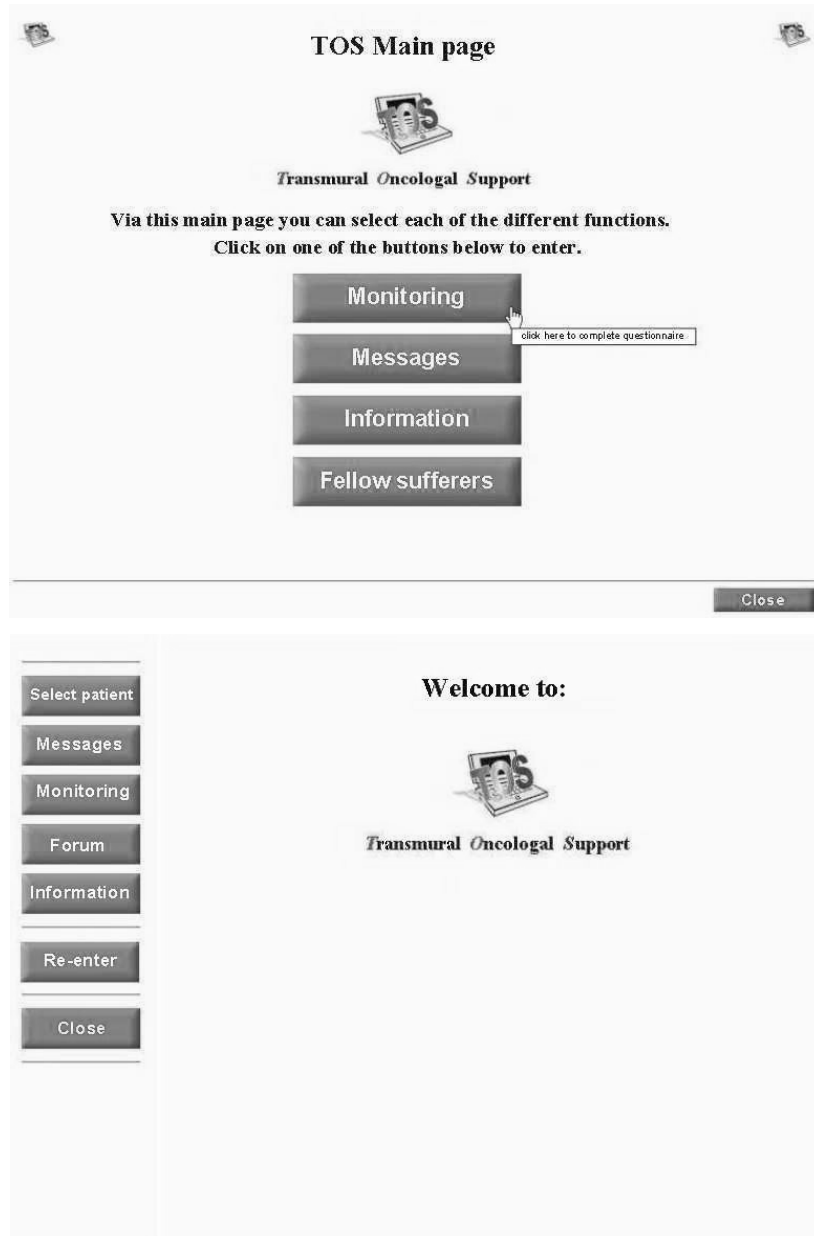 TOS Main page
TOS
Transmural Oncologal Support
Via this main page you can select each of the different functions.
Click on one of the buttons below to enter.
Monitoring
click here to complete questionnaire
Messages
Information
Fellow sufferers
Close
Select patient
Messages
Monitoring
Forum
Information
Re-enter
Close
Welcome to:
TOS
Transmural Oncologal Support